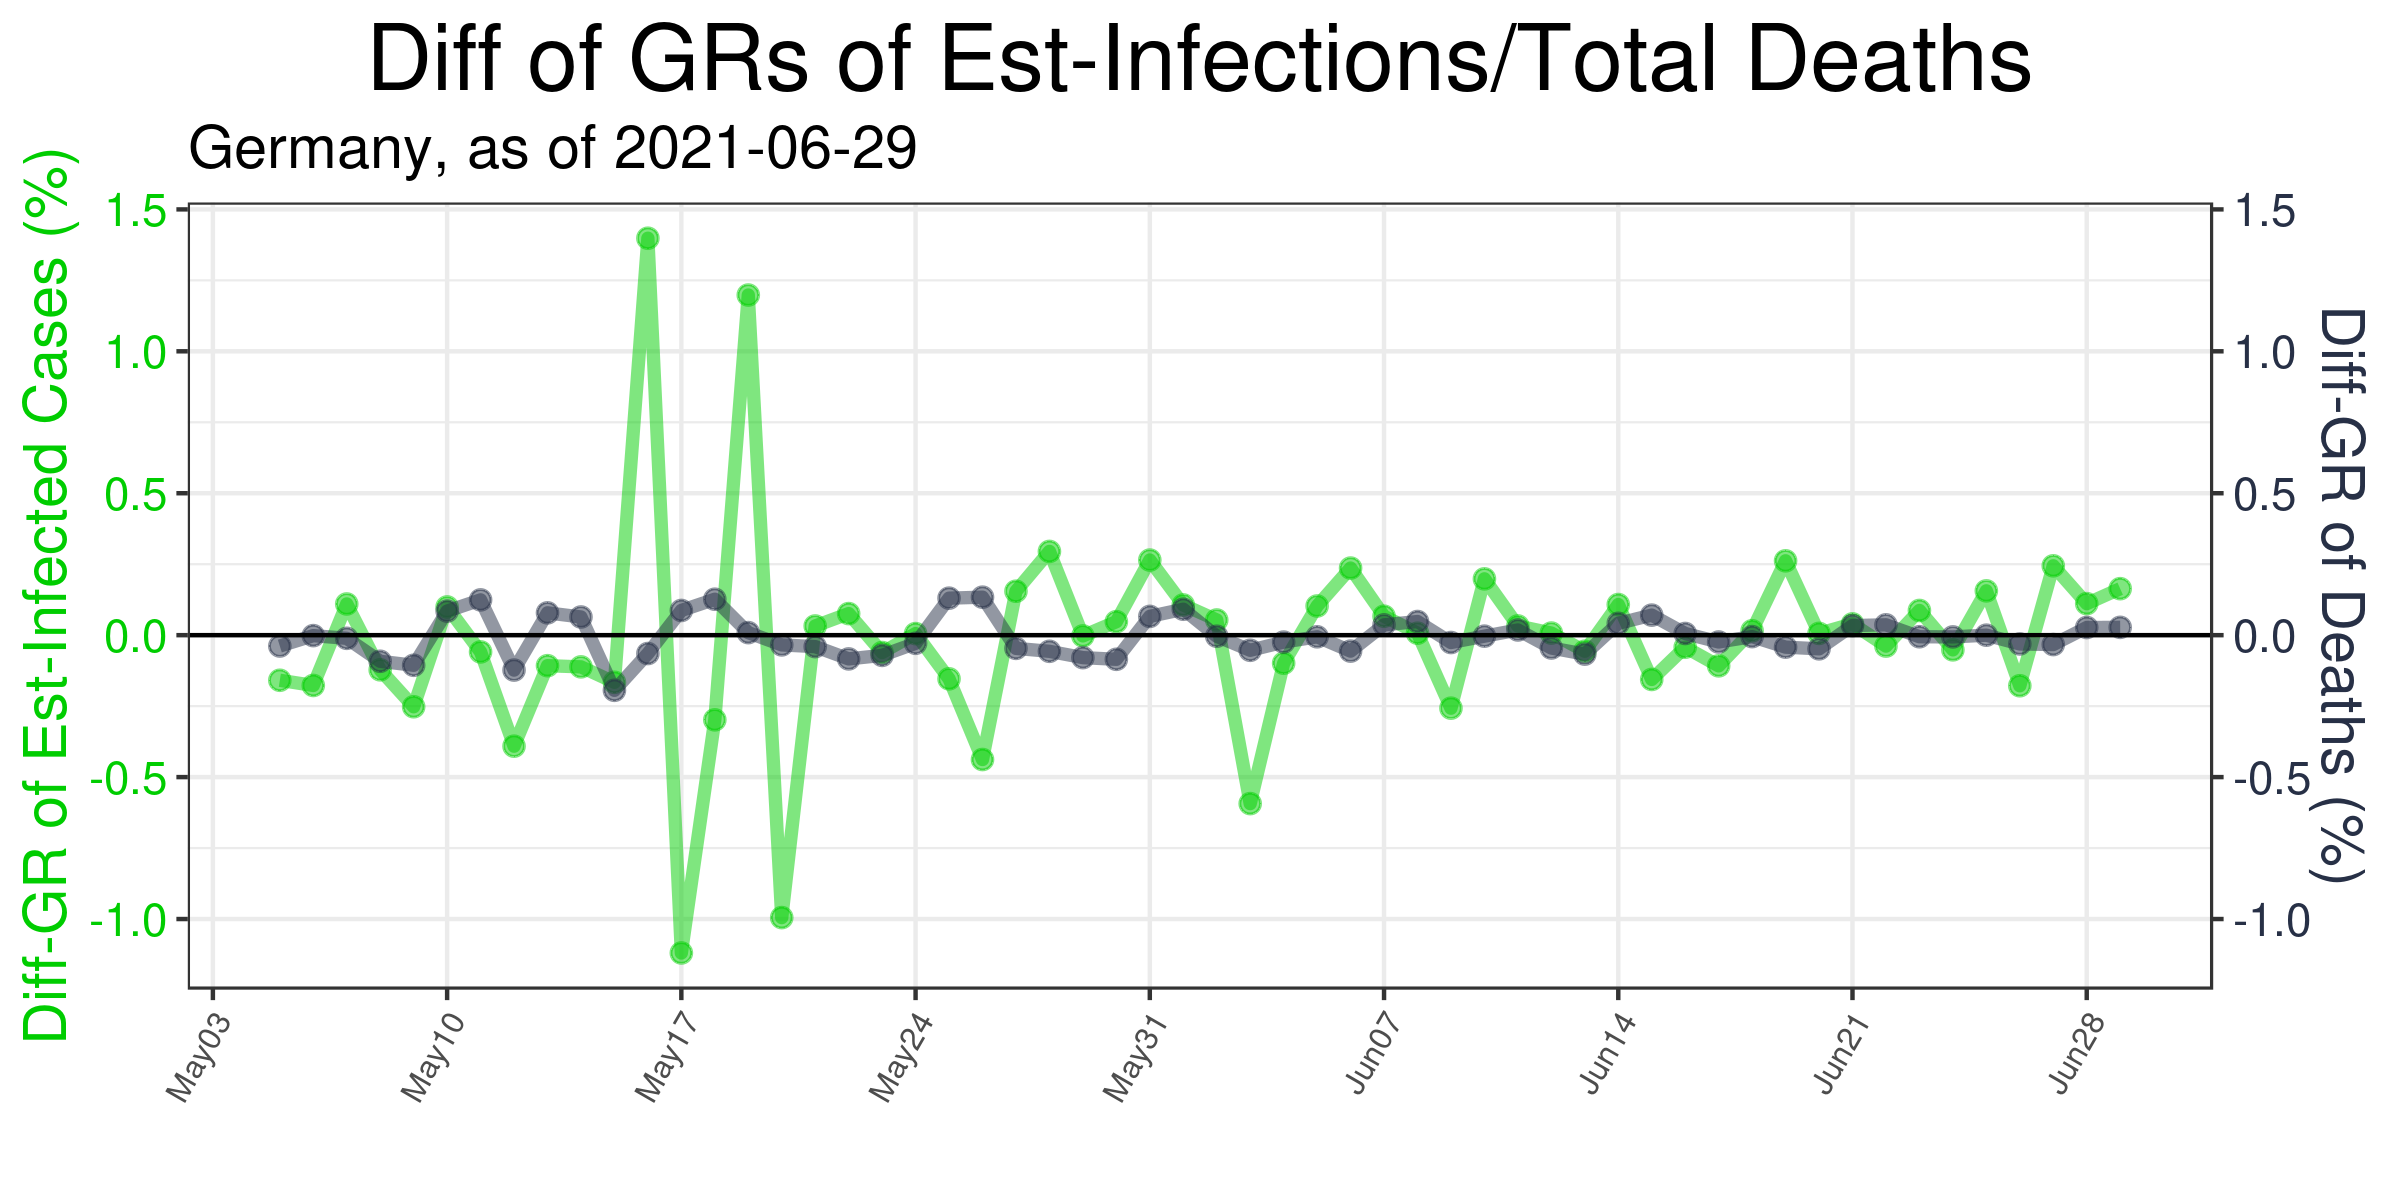 Diff of GRs of Est-Infections/Total Deaths
Germany, as of 2021-06-29
Diff-GR of Est-Infected Cases (%)
1.5
1.0
0.5
0.0
-0.5
-1.0
1.5
1.0
0.5
0.0
-0.5
-1.0
Diff-GR of Deaths (%)
May03
May10
May17
May24
May31
Jun07
Jun14
Jun21
Jun28